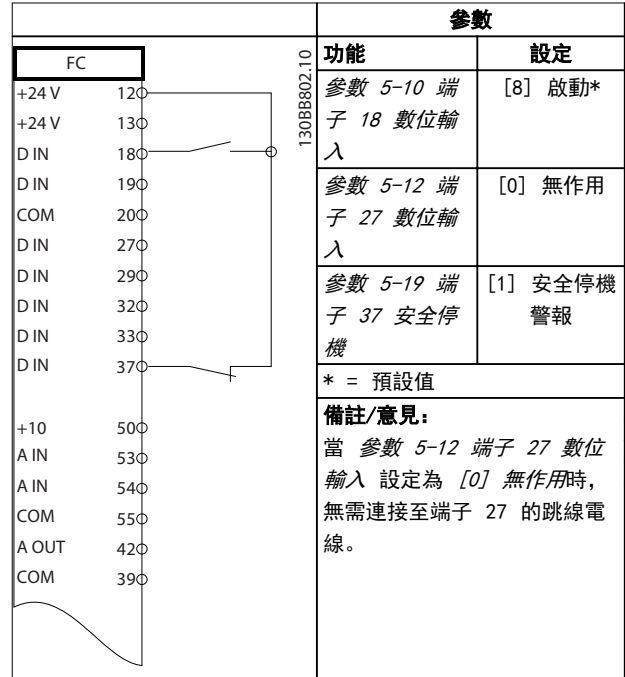 FC
+24 V 12
+24 V 13
D IN 18
D IN 19
COM 20
D IN 27
D IN 29
D IN 32
D IN 33
D IN 37
+10 50
A IN 53
A IN 54
COM 55
A OUT 42
COM 39
130BB802.10
參數
功能 設定
參數 5-10 端 [8] 啟動*
子 18 數位輸
入
參數 5-12 端 [0] 無作用
子 27 數位輸
入
參數 5-19 端 [1] 安全停機
子 37 安全停 警報
機
* = 預設值
備註/意見：
當 參數 5-12 端子 27 數位
輸入 設定為 [0] 無作用時，
無需連接至端子 27 的跳線電
線。